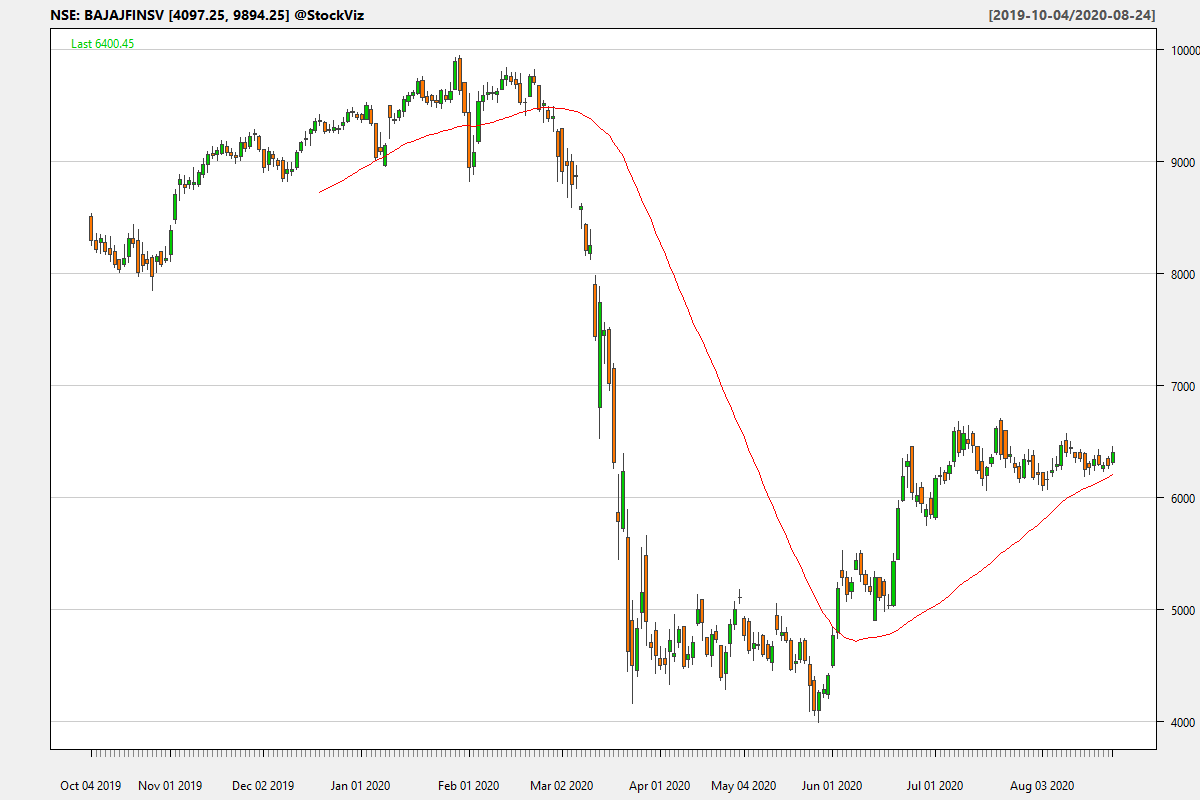 NSE: BAJAJFINSV [4097.25, 9894.25] @StockViz
[2019-10-04/2020-08-24]
Last 6400.45
10000
9000
8000
7000
6000
5000
4000
Oct 04 2019 Nov 01 2019 Dec 02 2019 Jan 01 2020 Feb 01 2020 Mar 02 2020 Apr 01 2020 May 04 2020 Jun 01 2020 Jul 01 2020 Aug 03 2020